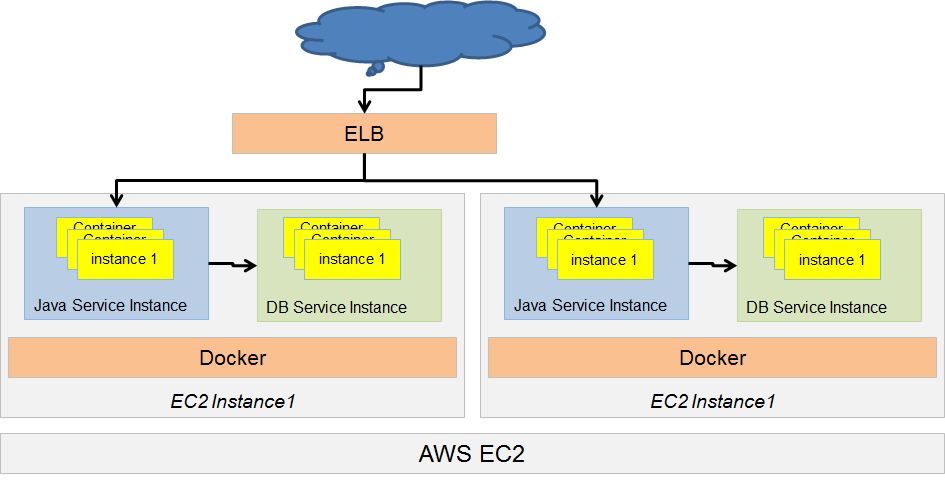 ELB
Container
Container
instance 1
Java Service Instance
Container
Container
instance 1
DB Service Instance
Docker
EC2 Instance1
Container
Container
instance 1
Java Service Instance
Container
Container
instance 1
DB Service Instance
Docker
EC2 Instance1
AWS EC2